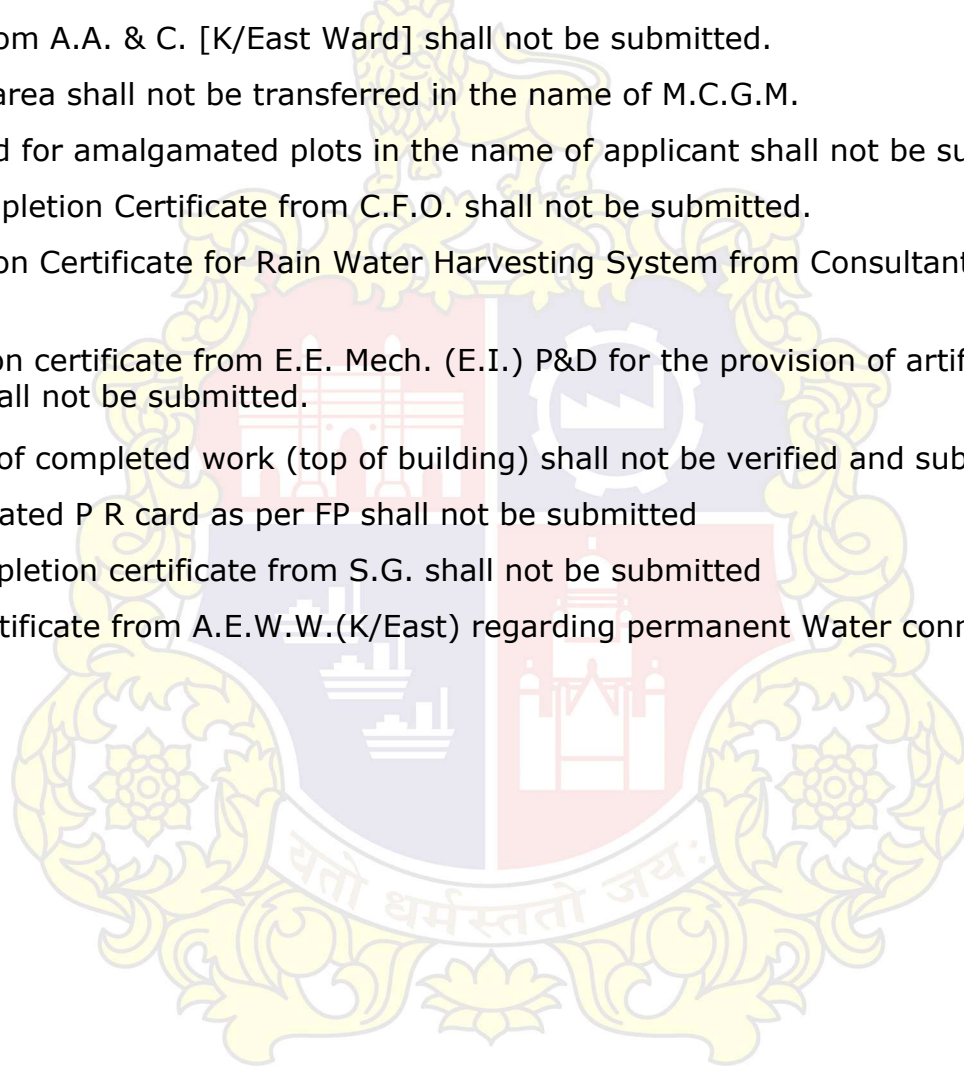 om A.A. & C. [K/East Ward] shall not be submitted.
area shall not be transferred in the name of M.C.G.M.
d for amalgamated plots in the name of applicant shall not be su
pletion Certificate from C.F.O. shall not be submitted.
on Certificate for Rain Water Harvesting System from Consultant
on certificate from E.E. Mech. (E.I.) P&D for the provision of artif
all not be submitted.
of completed work (top of building) shall not be verified and sub
ated P R card as per FP shall not be submitted
pletion certificate from S.G. shall not be submitted
tificate from A.E.W.W.(K/East) regarding permanent Water conn
यतो धर्मस्ततो जय: